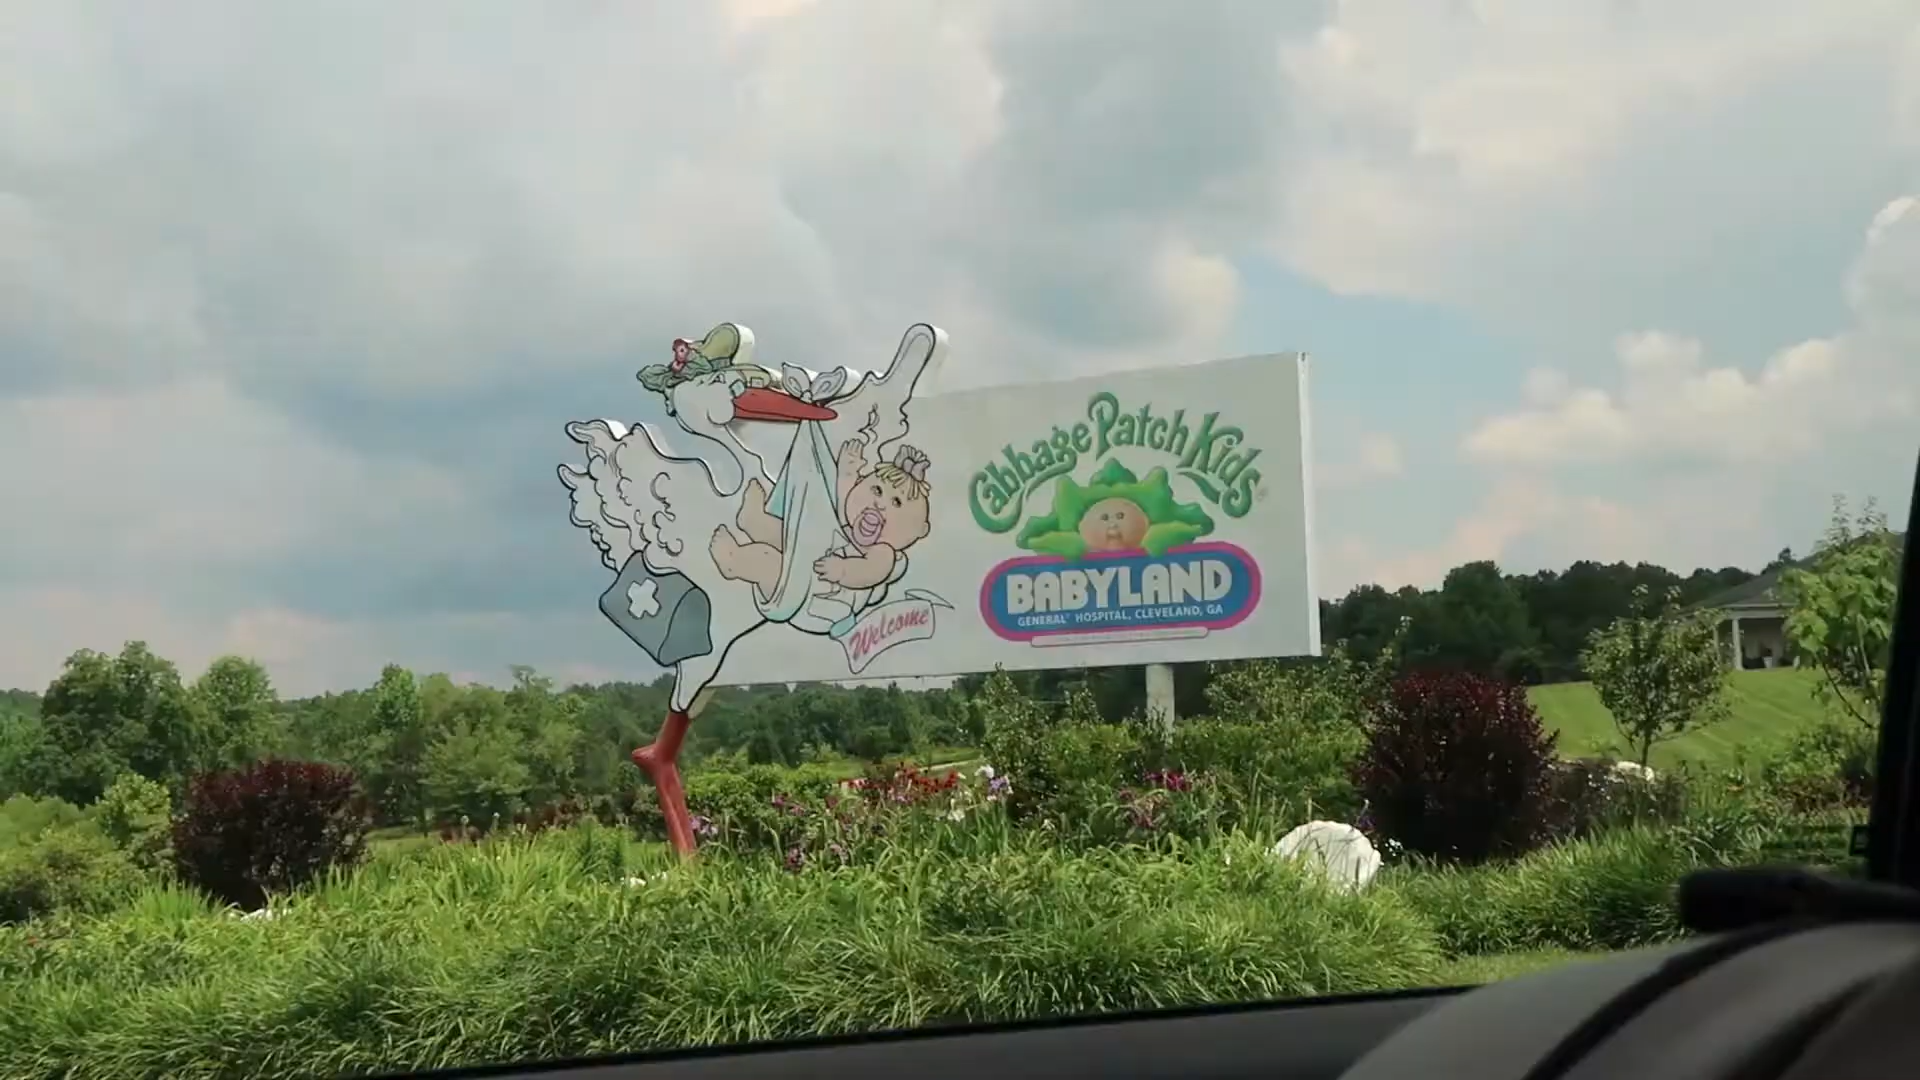 Cabbage Patch Kids
BABYLAND
GENERAL HOSPITAL, CLEVELAND, GA
Welcome